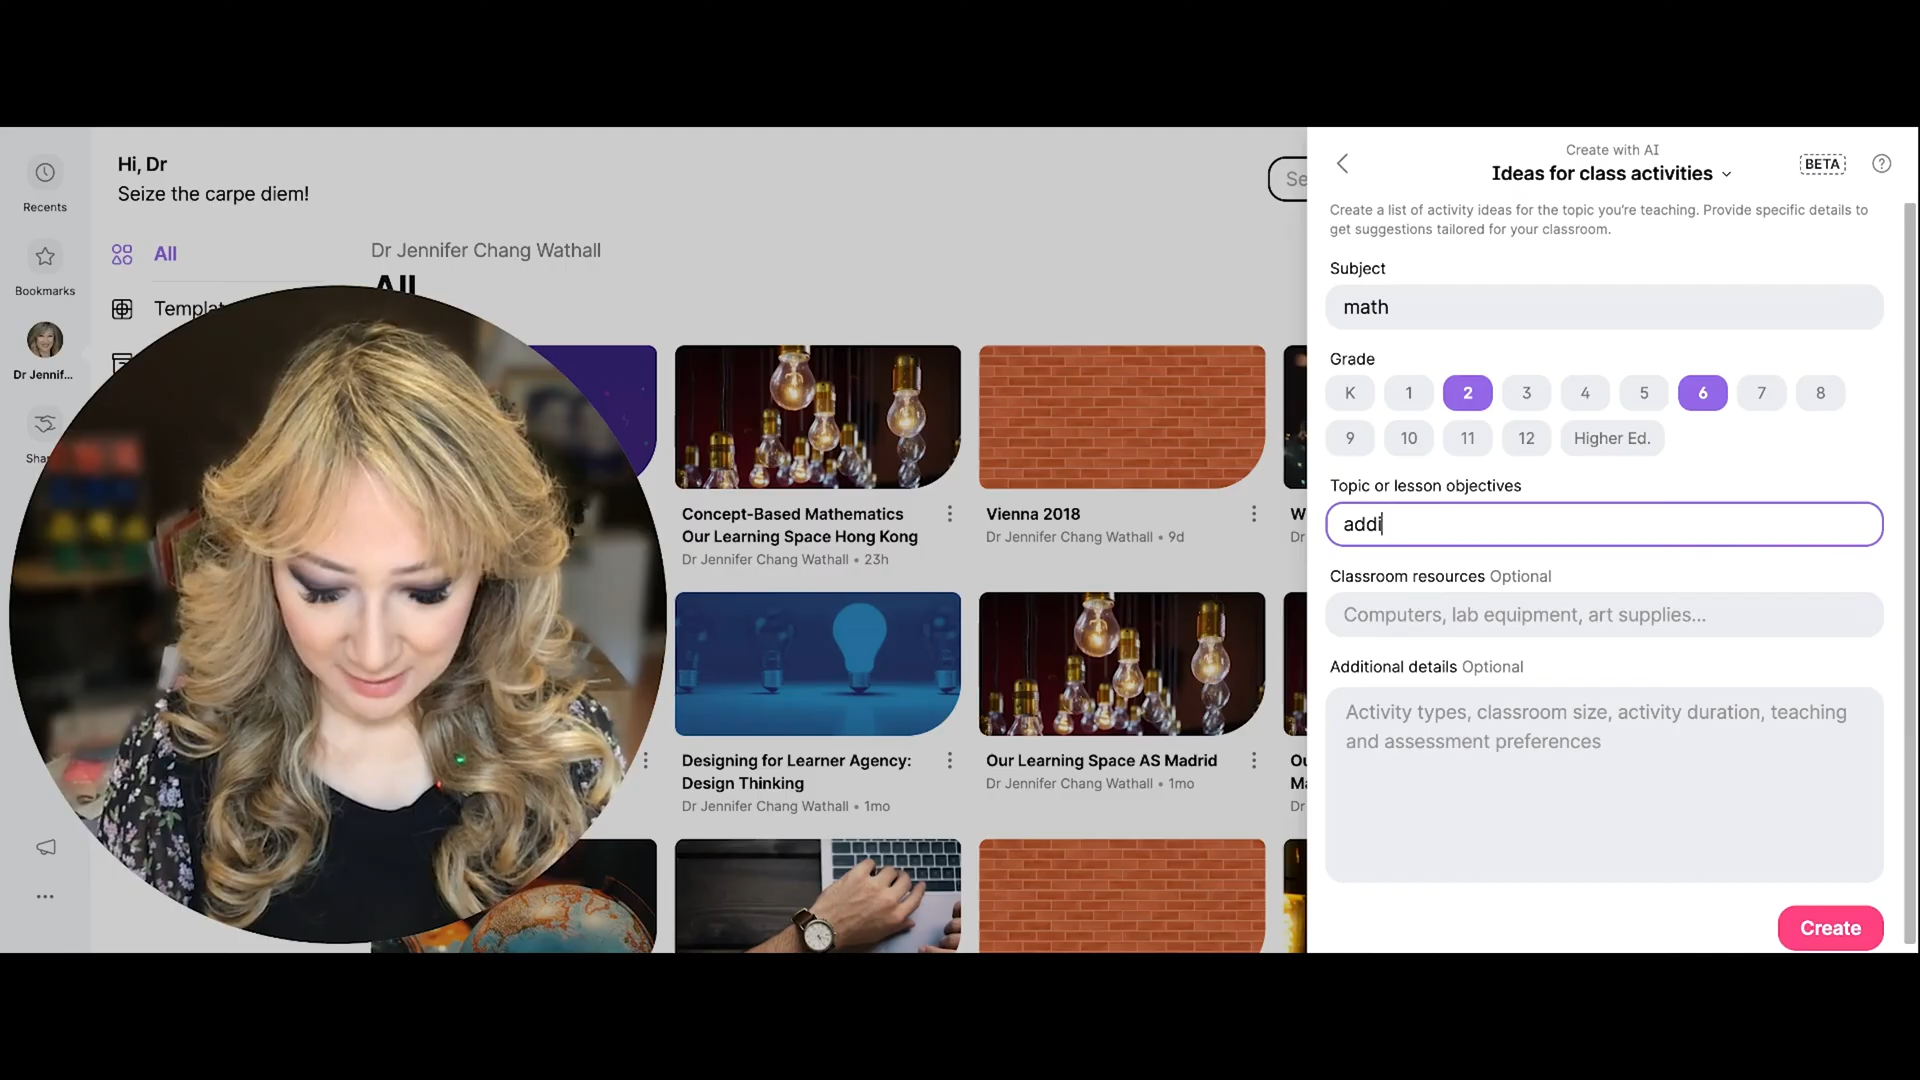 Hi, Dr
Seize the carpe diem!
Recents
Bookmarks
Dr Jennif...
All
Dr Jennifer Chang Wathall
All
Concept-Based Mathematics
Our Learning Space Hong Kong
Dr Jennifer Chang Wathall • 23h
Vienna 2018
Dr Jennifer Chang Wathall • 9d
Dr
Designing for Learner Agency:
Design Thinking
Dr Jennifer Chang Wathall • 1mo
Our Learning Space AS Madrid
Dr Jennifer Chang Wathall • 1mo
Dr
Create with AI
Ideas for class activities
BETA
?
Create a list of activity ideas for the topic you're teaching. Provide specific details to
get suggestions tailored for your classroom.
Subject
math
Grade
K 1 2 3 4 5 6 7 8
9 10 11 12 Higher Ed.
Topic or lesson objectives
addi
Classroom resources Optional
Computers, lab equipment, art supplies...
Additional details Optional
Activity types, classroom size, activity duration, teaching
and assessment preferences
Create